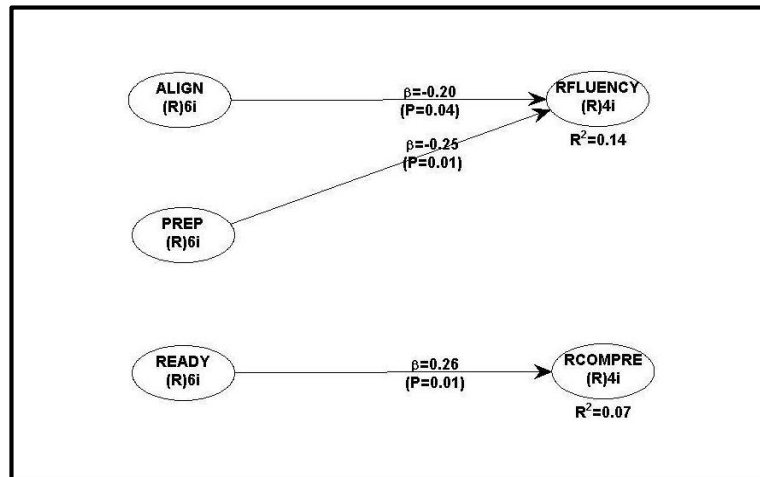 ALIGN
(R)6i
β=-0.20
(P=0.04)
RFLUENCY
(R)4i
R²=0.14
β=-0.25
(P=0.01)
PREP
(R)6i
READY
(R)6i
β=0.26
(P=0.01)
RCOMPRE
(R)4i
R²=0.07